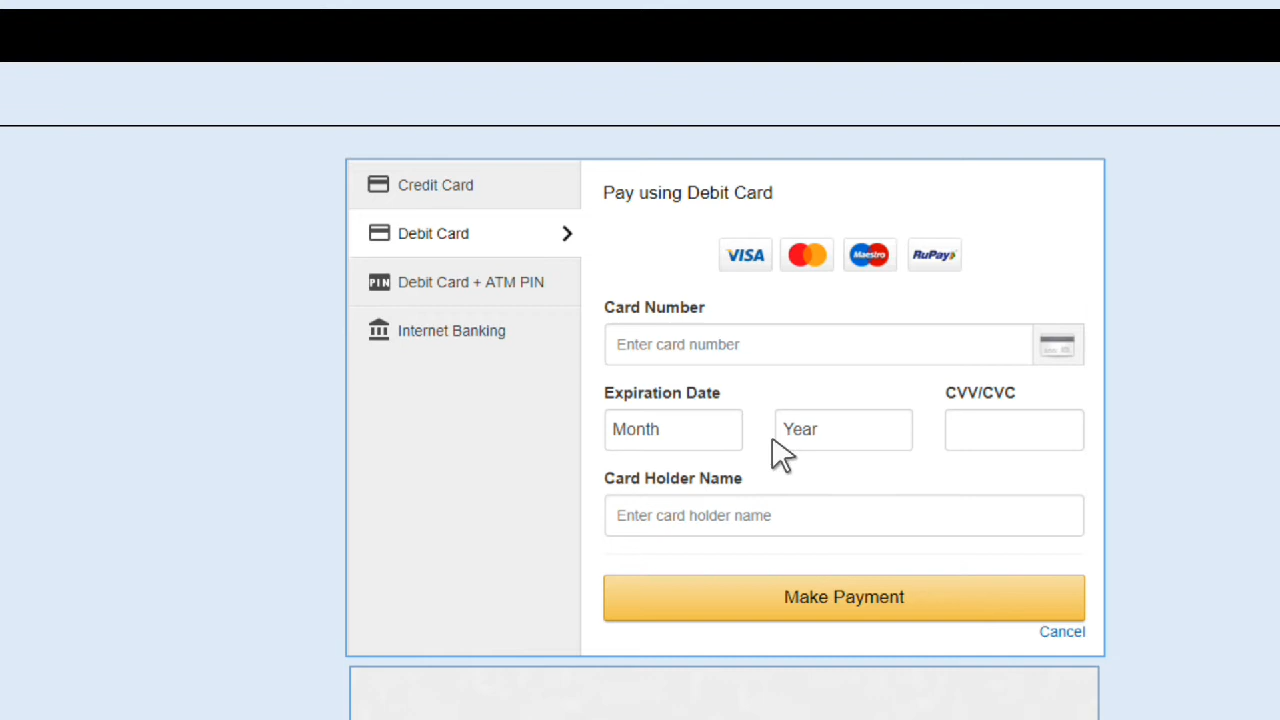 Credit Card
Debit Card
PIN Debit Card + ATM PIN
Internet Banking
Pay using Debit Card
VISA Maestro RuPay
Card Number
Enter card number
Expiration Date CVV/CVC
Month Year
Card Holder Name
Enter card holder name
Make Payment
Cancel